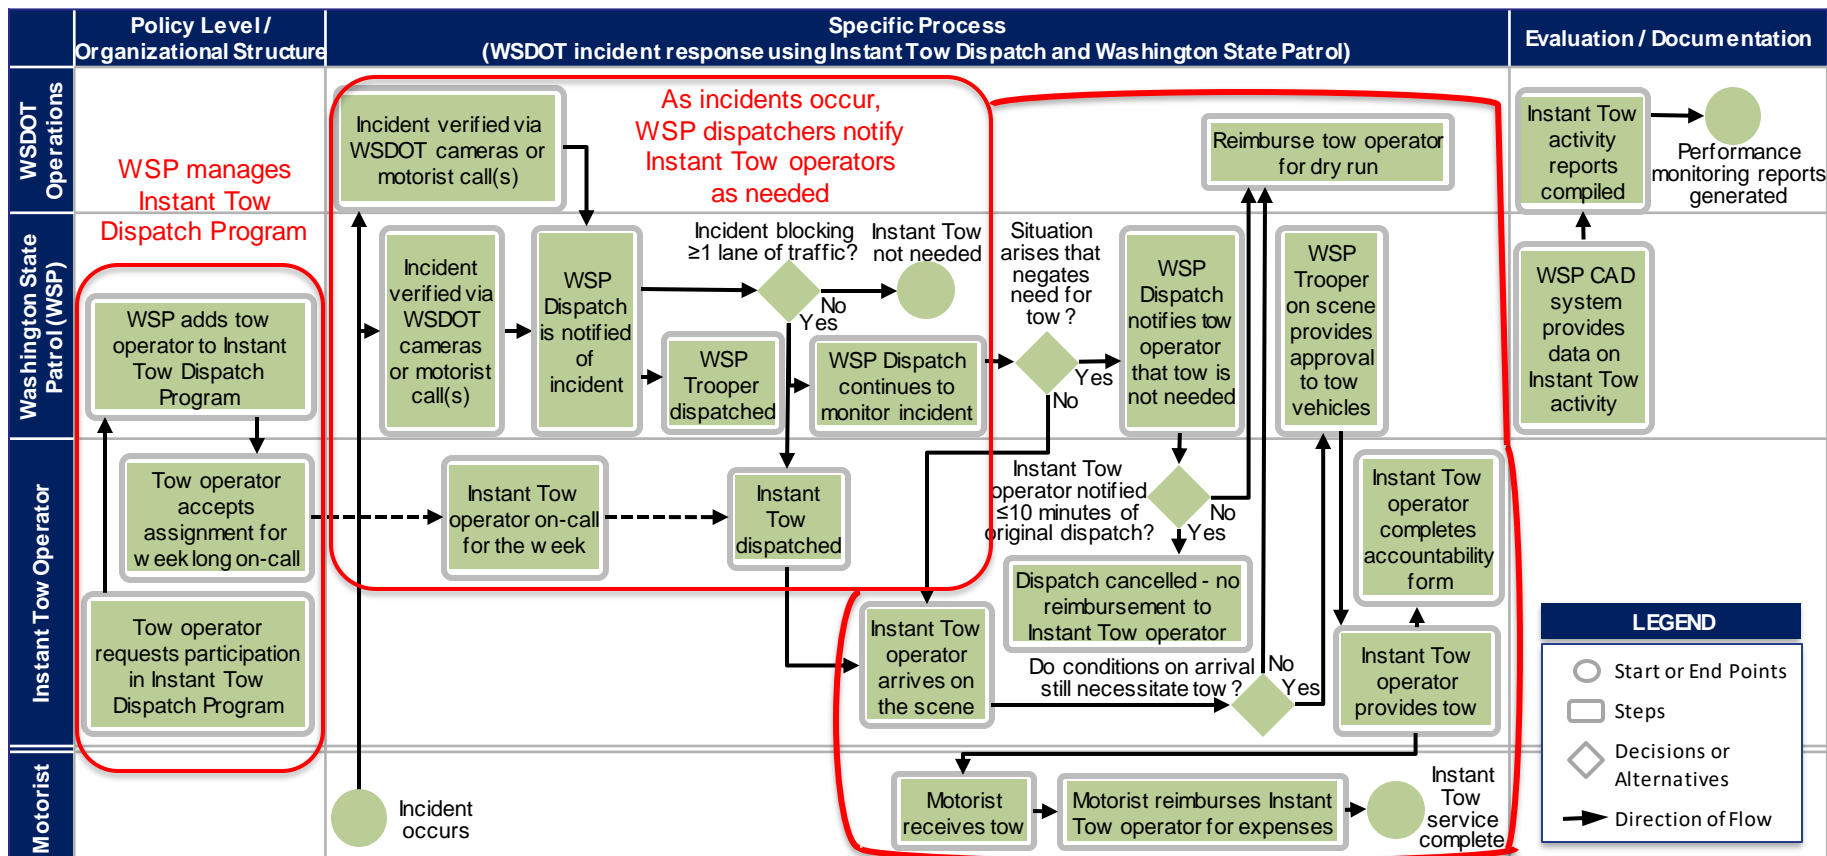 Policy Level /
Organizational Structure
Specific Process
(WSDOT incident response using Instant Tow Dispatch and Washington State Patrol)
Evaluation / Documentation
WSDOT
Operations
Incident verified via
WSDOT cameras or
motorist call(s)
As incidents occur,
WSP dispatchers notify
Instant Tow operators
as needed
Reimburse tow operator
for dry run
Instant Tow
activity
reports
compiled
Performance
monitoring reports
generated
WSP manages
Instant Tow
Dispatch Program
Washington State
Patrol (WSP)
WSP adds tow
operator to Instant
Tow Dispatch
Program
Incident
verified via
WSDOT
cameras
or motorist
call(s)
WSP
Dispatch
is notified
of
incident
Incident blocking
≥1 lane of traffic?
No
Yes
Instant Tow
not needed
WSP
Trooper
dispatched
WSP Dispatch
continues to
monitor incident
Situation
arises that
negates
need for
tow?
Yes
No
WSP
Dispatch
notifies tow
operator
that tow is
not needed
WSP
Trooper
on scene
provides
approval
to tow
vehicles
WSP CAD
system
provides
data on
Instant Tow
activity
Instant Tow Operator
Tow operator
accepts
assignment for
week long on-call
Tow operator
requests participation
in Instant Tow
Dispatch Program
Instant Tow
operator on-call
for the week
Instant
Tow
dispatched
Instant Tow
operator notified
≤10 minutes of
original dispatch?
No
Yes
Dispatch cancelled - no
reimbursement to
Instant Tow operator
Instant Tow
operator
arrives on
the scene
Do conditions on arrival
still necessitate tow?
No
Yes
Instant Tow
operator
completes
accountability
form
Instant Tow
operator
provides tow
Motorist
Incident
occurs
Motorist
receives tow
Motorist reimburses Instant
Tow operator for expenses
Instant
Tow
service
complete
LEGEND
Start or End Points
Steps
Decisions or
Alternatives
Direction of Flow